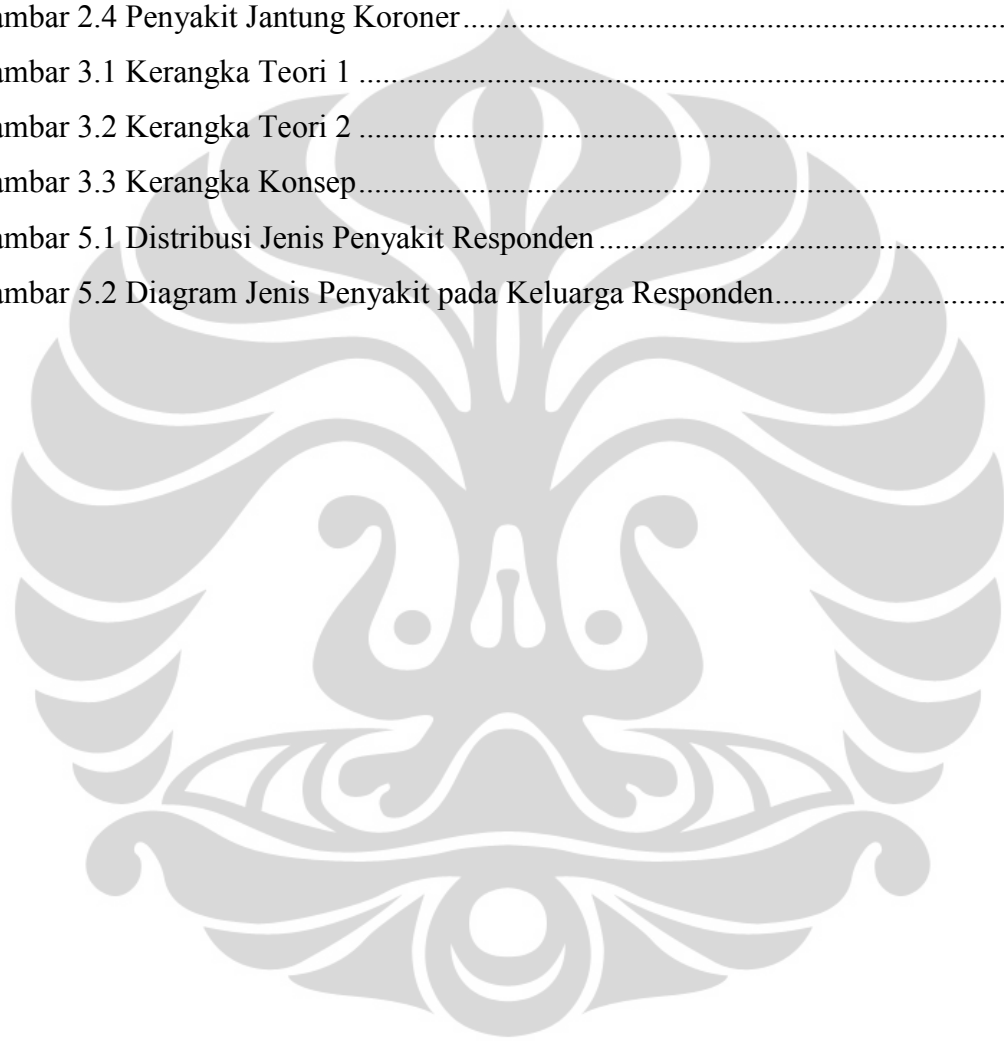 ambar 2.4 Penyakit Jantung Koroner
ambar 3.1 Kerangka Teori 1
ambar 3.2 Kerangka Teori 2
ambar 3.3 Kerangka Konsep
ambar 5.1 Distribusi Jenis Penyakit Responden
ambar 5.2 Diagram Jenis Penyakit pada Keluarga Responden